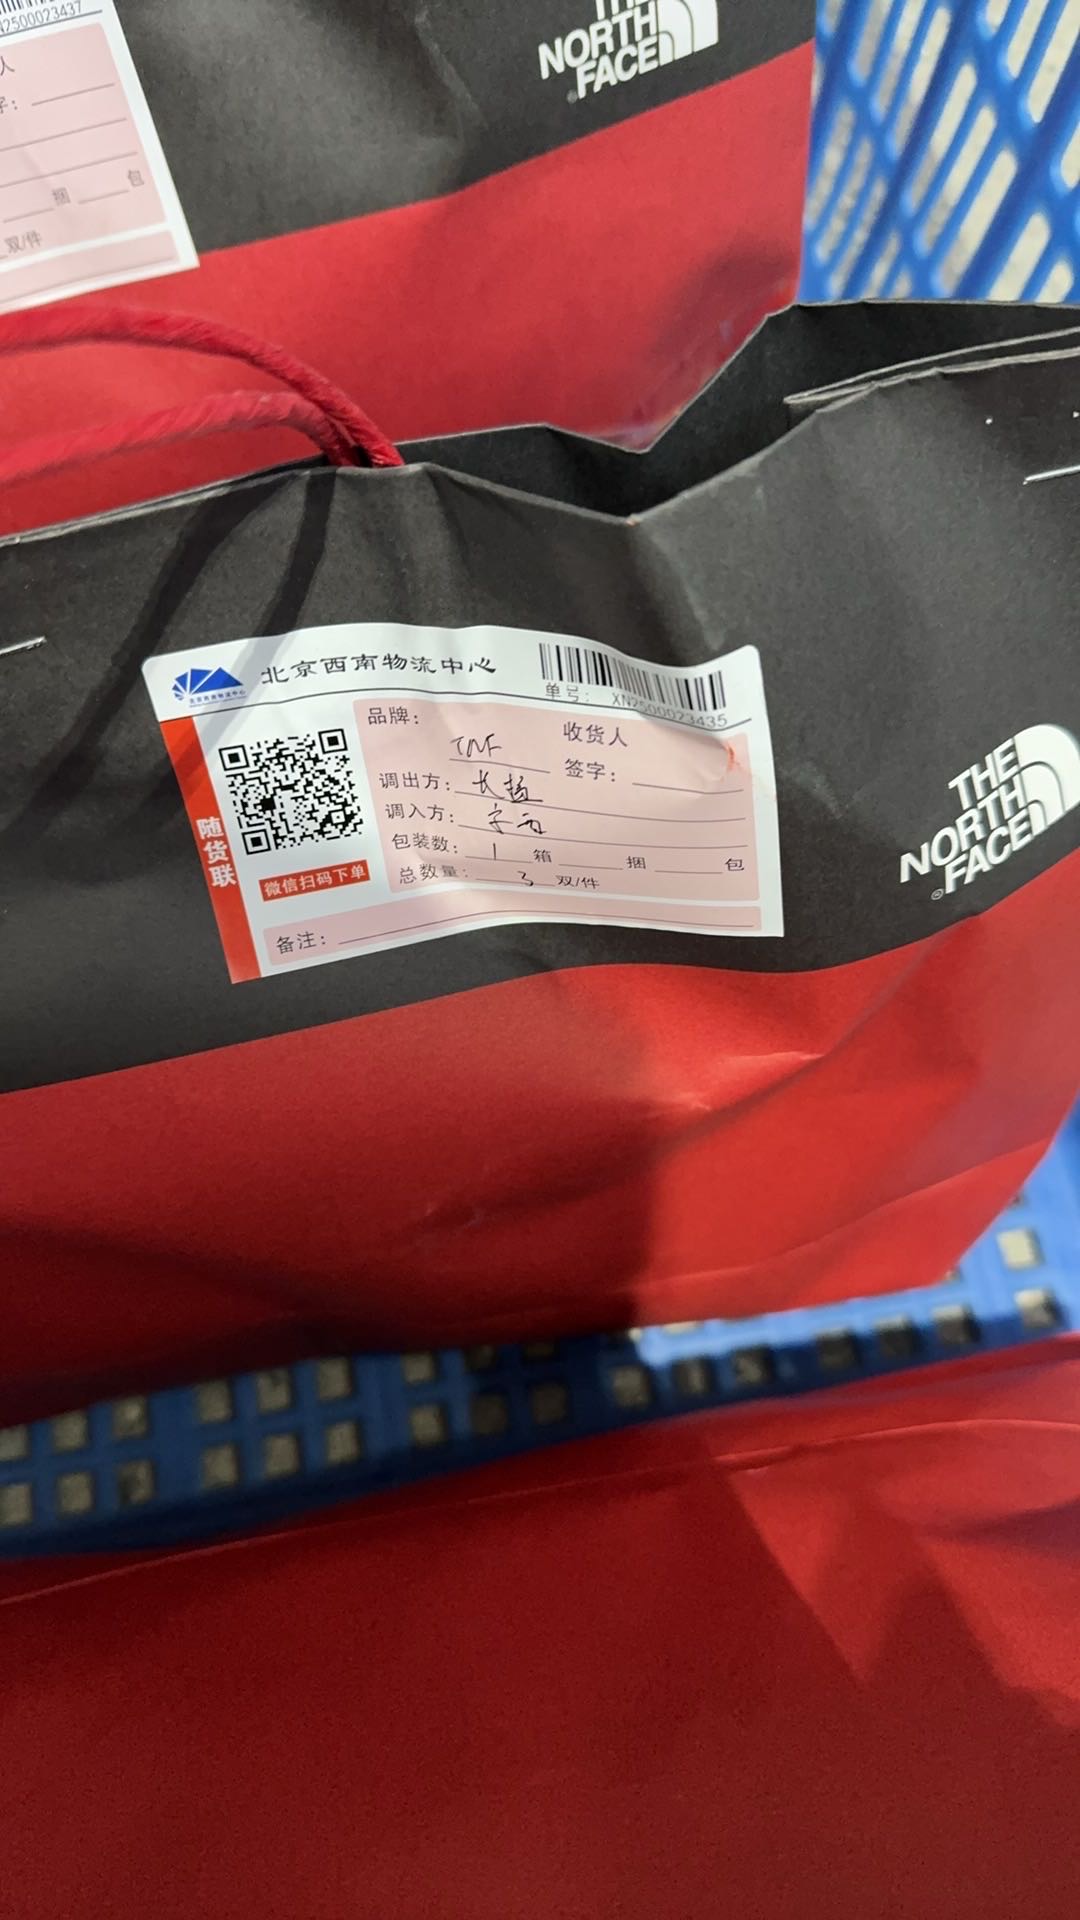 N2500023437
人
字：
捆 包
双/件
THE
NORTH
FACE
北京西南物流中心
单号： XN2500023435
品牌： TNF
收货人
签字：
调出方： 长楹
调入方：
包装数： 1 箱 捆 包
总数量： 3 双/件
备注：
随货联
微信扫码下单
THE
NORTH
FACE